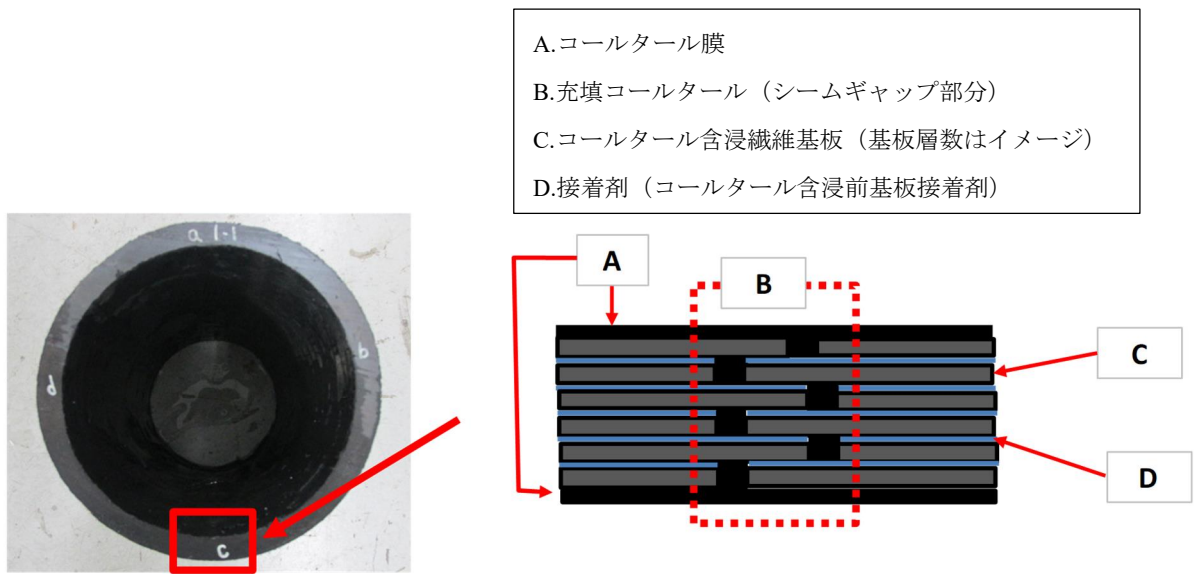 A.コールタール膜
B.充填コールタール（シームギャップ部分）
C.コールタール含浸繊維基板（基板層数はイメージ）
D.接着剤（コールタール含浸前基板接着剤）
a 1-1
b
d
c
A
B
C
D